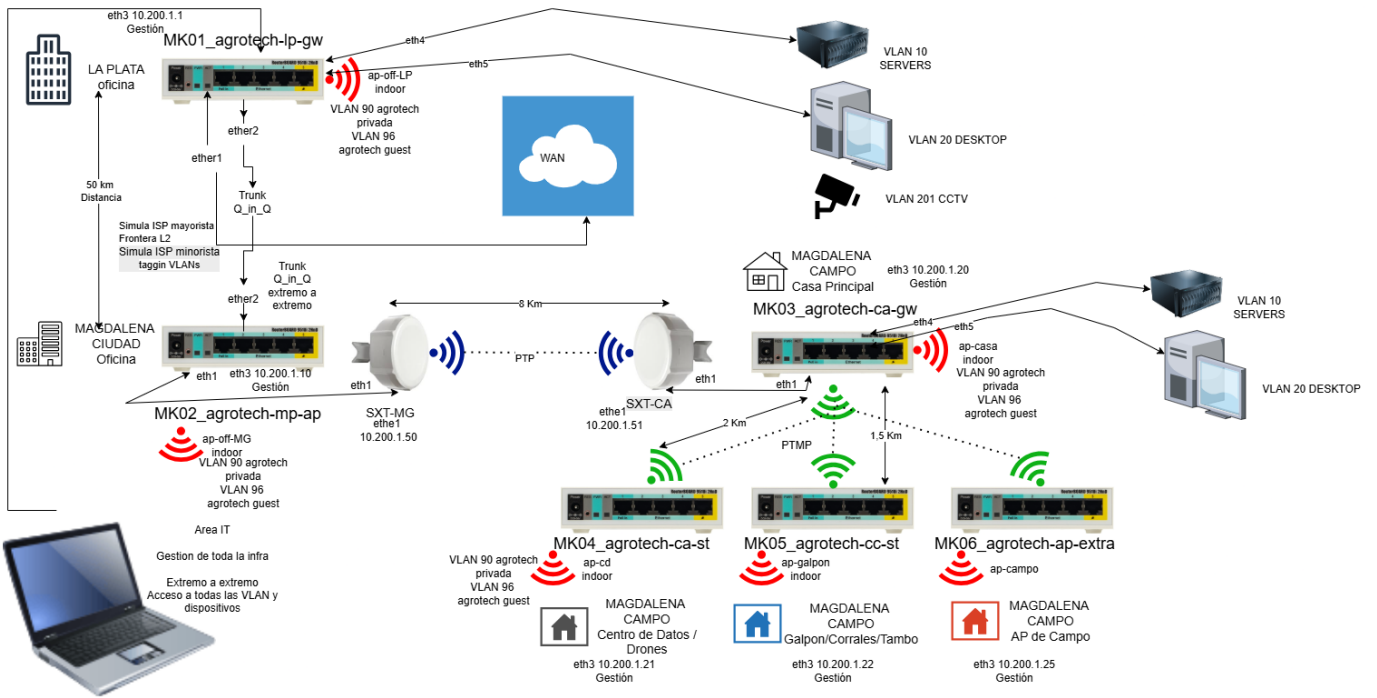 eth3 10.200.1.1
Gestión
MK01_agrotech-lp-gw
LA PLATA
oficina
ap-off-LP
indoor
VLAN 90 agrotech
privada
VLAN 96
agrotech guest
eth4
eth5
VLAN 10
SERVERS
VLAN 20 DESKTOP
VLAN 201 CCTV
WAN
ether2
ether1
50 km
Distancia
Trunk
Q_in_Q
Simula ISP mayorista
Frontera L2
Simula ISP minorista
taggin VLANs
Trunk
Q_in_Q
extremo a
extremo
ether2
MAGDALENA
CIUDAD
Oficina
eth1
eth3 10.200.1.10
Gestión
MK02_agrotech-mp-ap
ap-off-MG
indoor
VLAN 90 agrotech
privada
VLAN 96
agrotech guest
eth1
SXT-MG
ethe1
10.200.1.50
8 Km
PTP
SXT-CA
ethe1
10.200.1.51
eth1
MAGDALENA
CAMPO
Casa Principal
eth3 10.200.1.20
Gestión
MK03_agrotech-ca-gw
eth1
eth4
eth5
VLAN 10
SERVERS
VLAN 20 DESKTOP
ap-casa
indoor
VLAN 90 agrotech
privada
VLAN 96
agrotech guest
2 Km
1,5 Km
PTMP
MK04_agrotech-ca-st
VLAN 90 agrotech
privada
VLAN 96
agrotech guest
ap-cd
indoor
MAGDALENA
CAMPO
Centro de Datos /
Drones
eth3 10.200.1.21
Gestión
MK05_agrotech-cc-st
ap-galpon
indoor
MAGDALENA
CAMPO
Galpon/Corrales/Tambo
eth3 10.200.1.22
Gestión
MK06_agrotech-ap-extra
ap-campo
MAGDALENA
CAMPO
AP de Campo
eth3 10.200.1.25
Gestión
Area IT
Gestion de toda la infra
Extremo a extremo
Acceso a todas las VLAN y
dispositivos